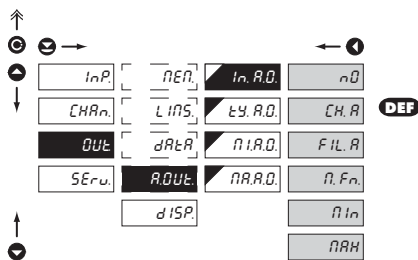 InP. MEM. In. A.O. nO
CHAn. LIMS. tY. A.O. CH. A DEF
OUt dAtA MI.A.O. FIL. A
SErv. A.OUt. MA.A.O. M. Fn.
dISP. MIn
MAX